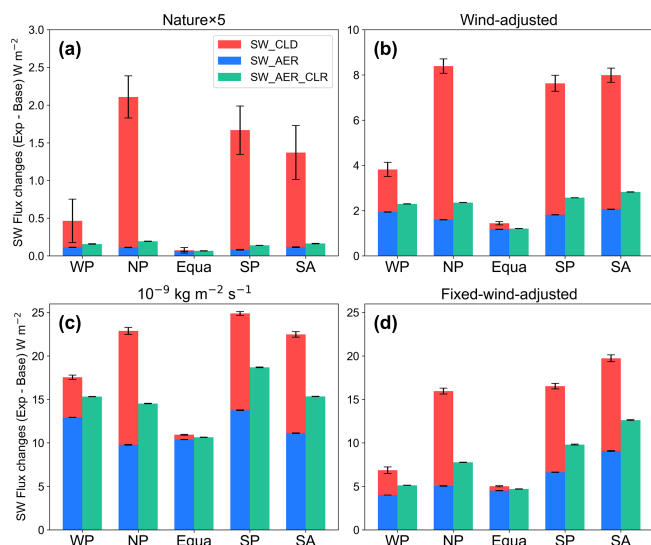 Nature×5
Wind-adjusted
SW Flux changes (Exp - Base) W m−2
3.0
2.5
2.0
1.5
1.0
0.5
0.0
(a)
SW_CLD
SW_AER
SW_AER_CLR
WP NP Equa SP SA
8
6
4
2
0
(b)
WP NP Equa SP SA
10−9 kg m−2 s−1
Fixed-wind-adjusted
SW Flux changes (Exp - Base) W m−2
25
20
15
10
5
0
(c)
WP NP Equa SP SA
25
20
15
10
5
0
(d)
WP NP Equa SP SA